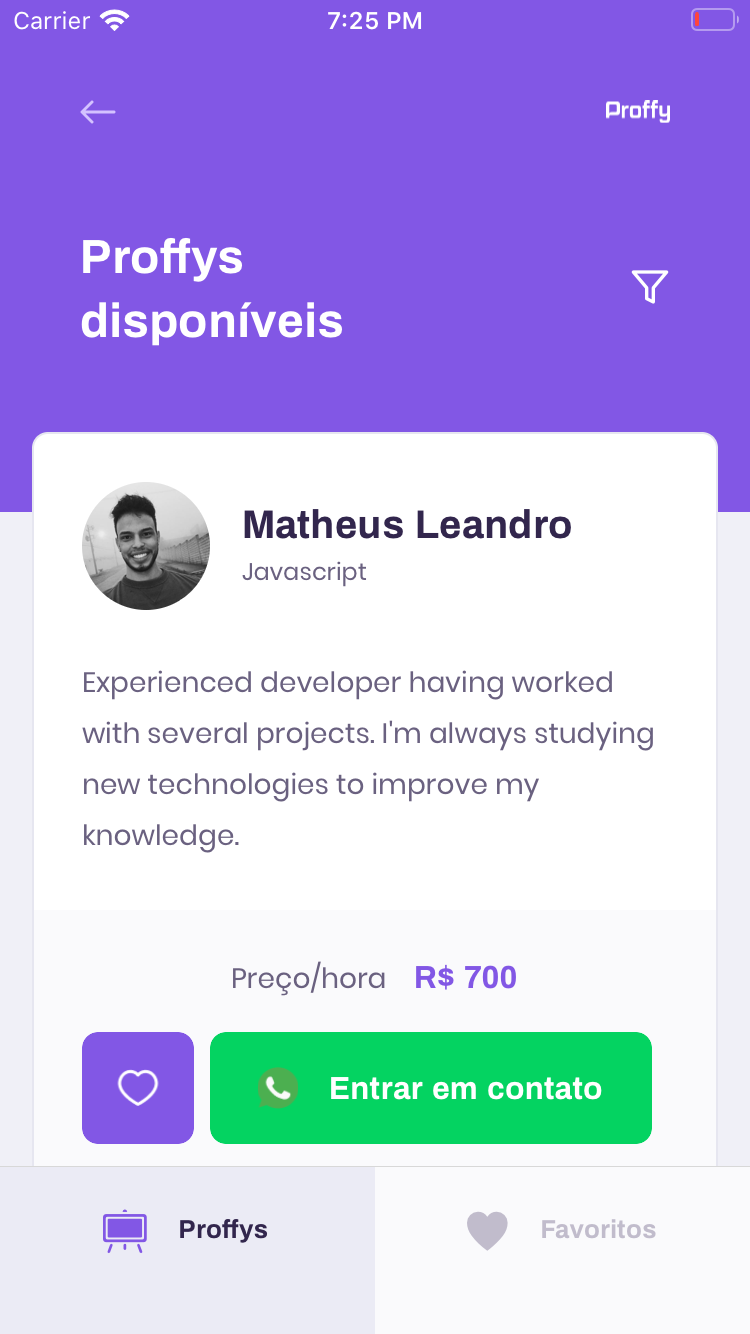 Carrier 7:25 PM
Proffy
Proffys
disponíveis
Matheus Leandro
Javascript
Experienced developer having worked
with several projects. I'm always studying
new technologies to improve my
knowledge.
Preço/hora R$ 700
Entrar em contato
Proffys Favoritos